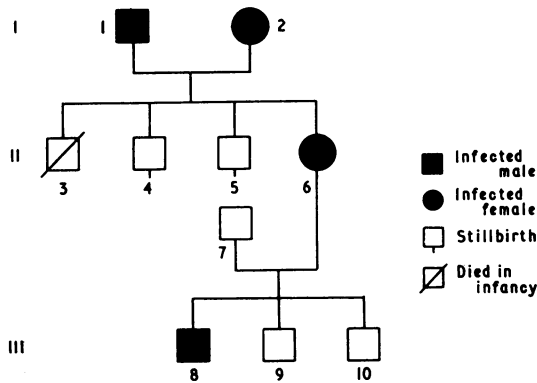 I
1
2
II
3
4
5
6
7
III
8
9
10
Infected
male
Infected
female
Stillbirth
Died in
infancy